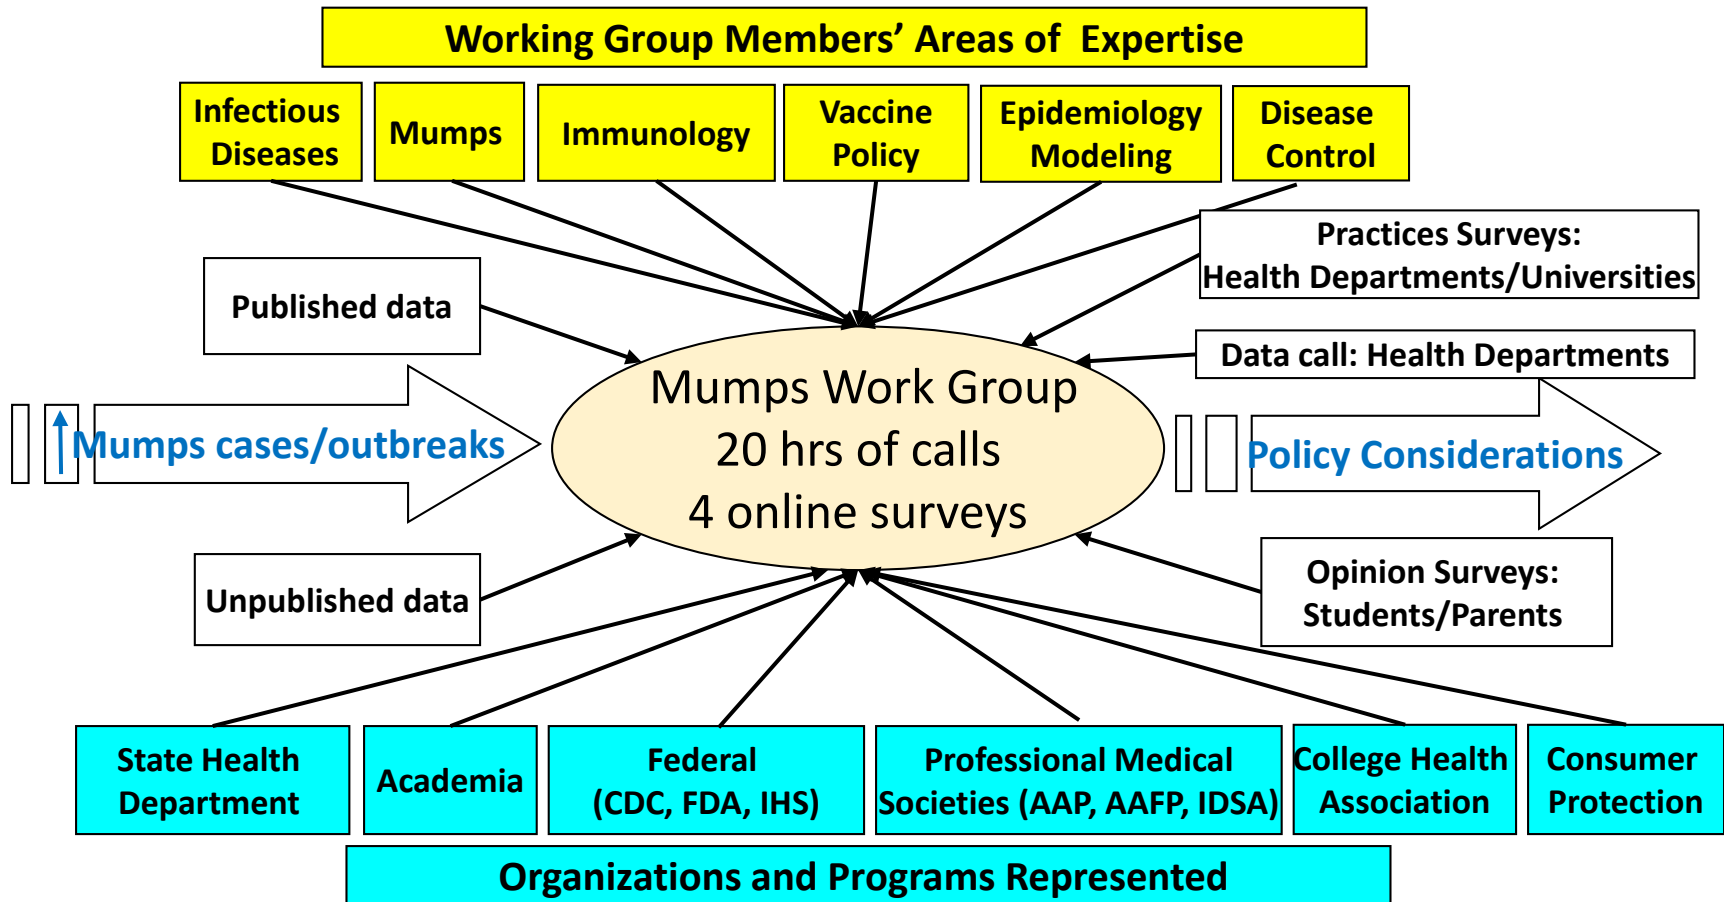 Working Group Members’ Areas of Expertise
Infectious
Diseases
Mumps
Immunology
Vaccine
Policy
Epidemiology
Modeling
Disease
Control
Practices Surveys:
Health Departments/Universities
Published data
Data call: Health Departments
Mumps cases/outbreaks
Mumps Work Group
20 hrs of calls
4 online surveys
Policy Considerations
Unpublished data
Opinion Surveys:
Students/Parents
State Health
Department
Academia
Federal
(CDC, FDA, IHS)
Professional Medical
Societies (AAP, AAFP, IDSA)
College Health
Association
Consumer
Protection
Organizations and Programs Represented